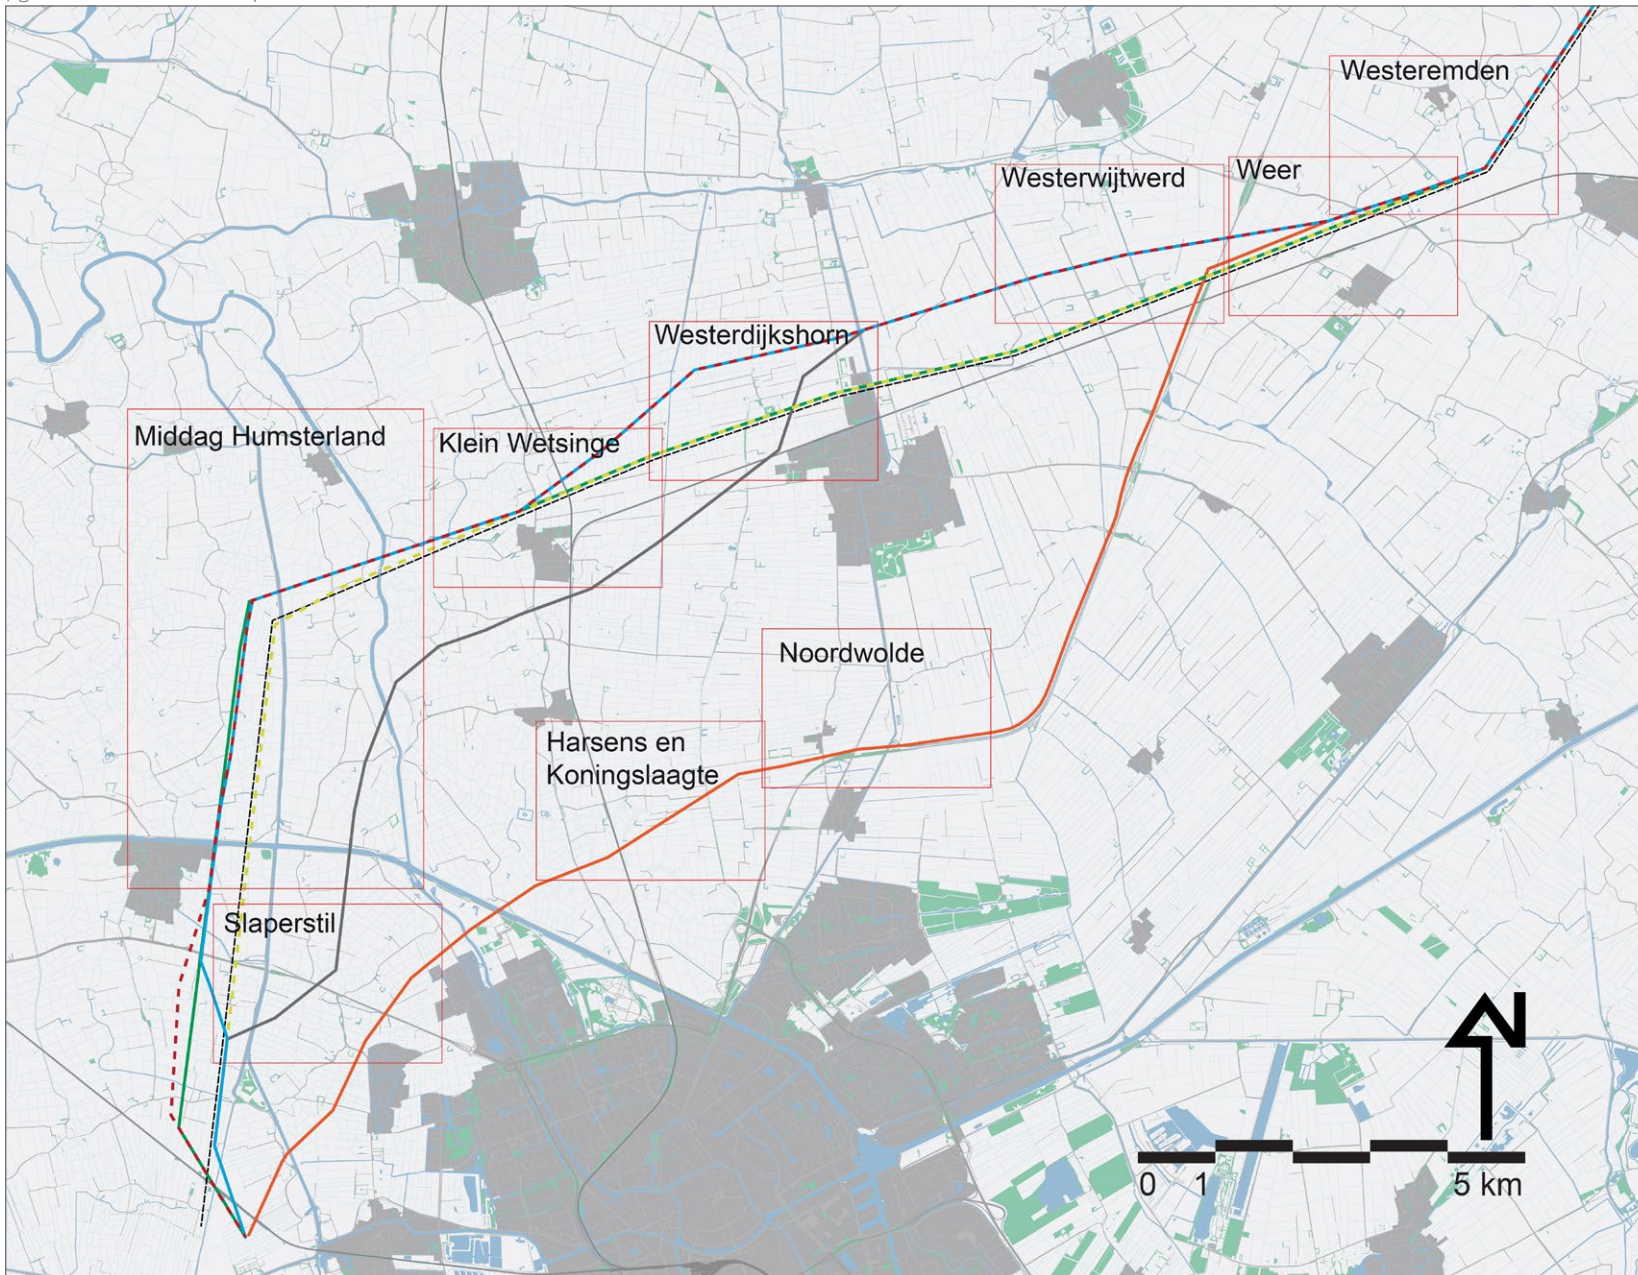 Westeremden
Westerwijtwerd
Weer
Westerdijkshorn
Middag Humsterland
Klein Wetsinge
Noordwolde
Harsens en
Koningslaagte
Slaperstil
N
0 1 5 km